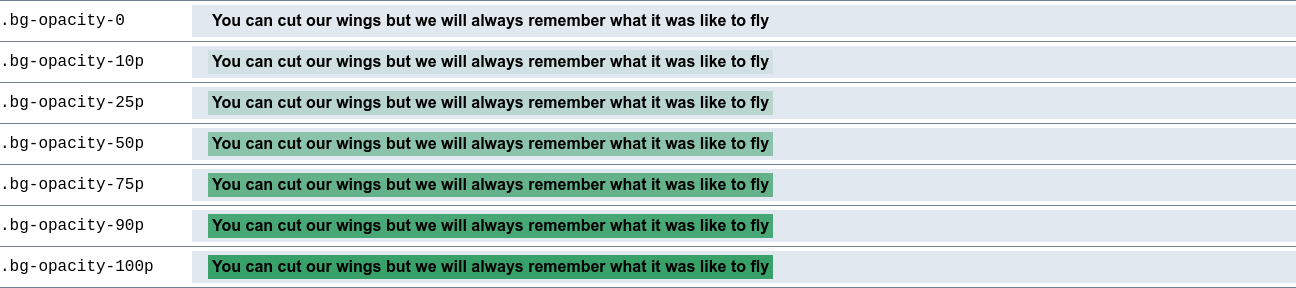 .bg-opacity-0 You can cut our wings but we will always remember what it was like to fly
.bg-opacity-10p You can cut our wings but we will always remember what it was like to fly
.bg-opacity-25p You can cut our wings but we will always remember what it was like to fly
.bg-opacity-50p You can cut our wings but we will always remember what it was like to fly
.bg-opacity-75p You can cut our wings but we will always remember what it was like to fly
.bg-opacity-90p You can cut our wings but we will always remember what it was like to fly
.bg-opacity-100p You can cut our wings but we will always remember what it was like to fly